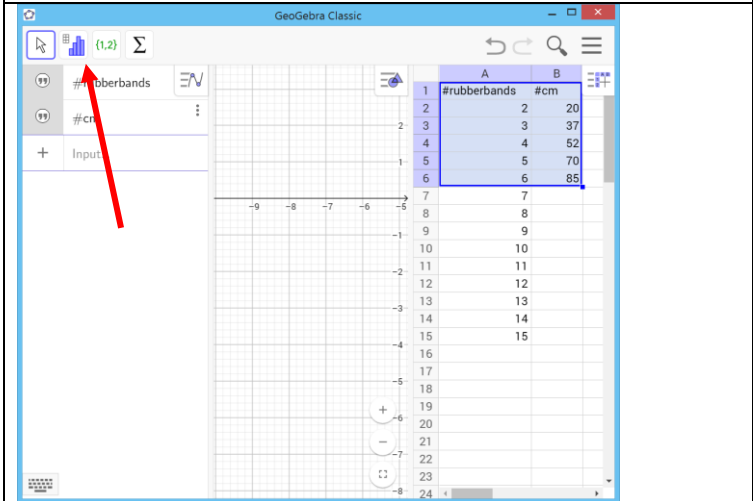 GeoGebra Classic
{1,2} Σ
#rubberbands
#cm
+ Input
2
1
-9 -8 -7 -6 -5
-1
-2
-3
-4
-5
-6
-7
-8
A B
1 #rubberbands #cm
2 2 20
3 3 37
4 4 52
5 5 70
6 6 85
7 7
8 8
9 9
10 10
11 11
12 12
13 13
14 14
15 15
16
17
18
19
20
21
22
23
24